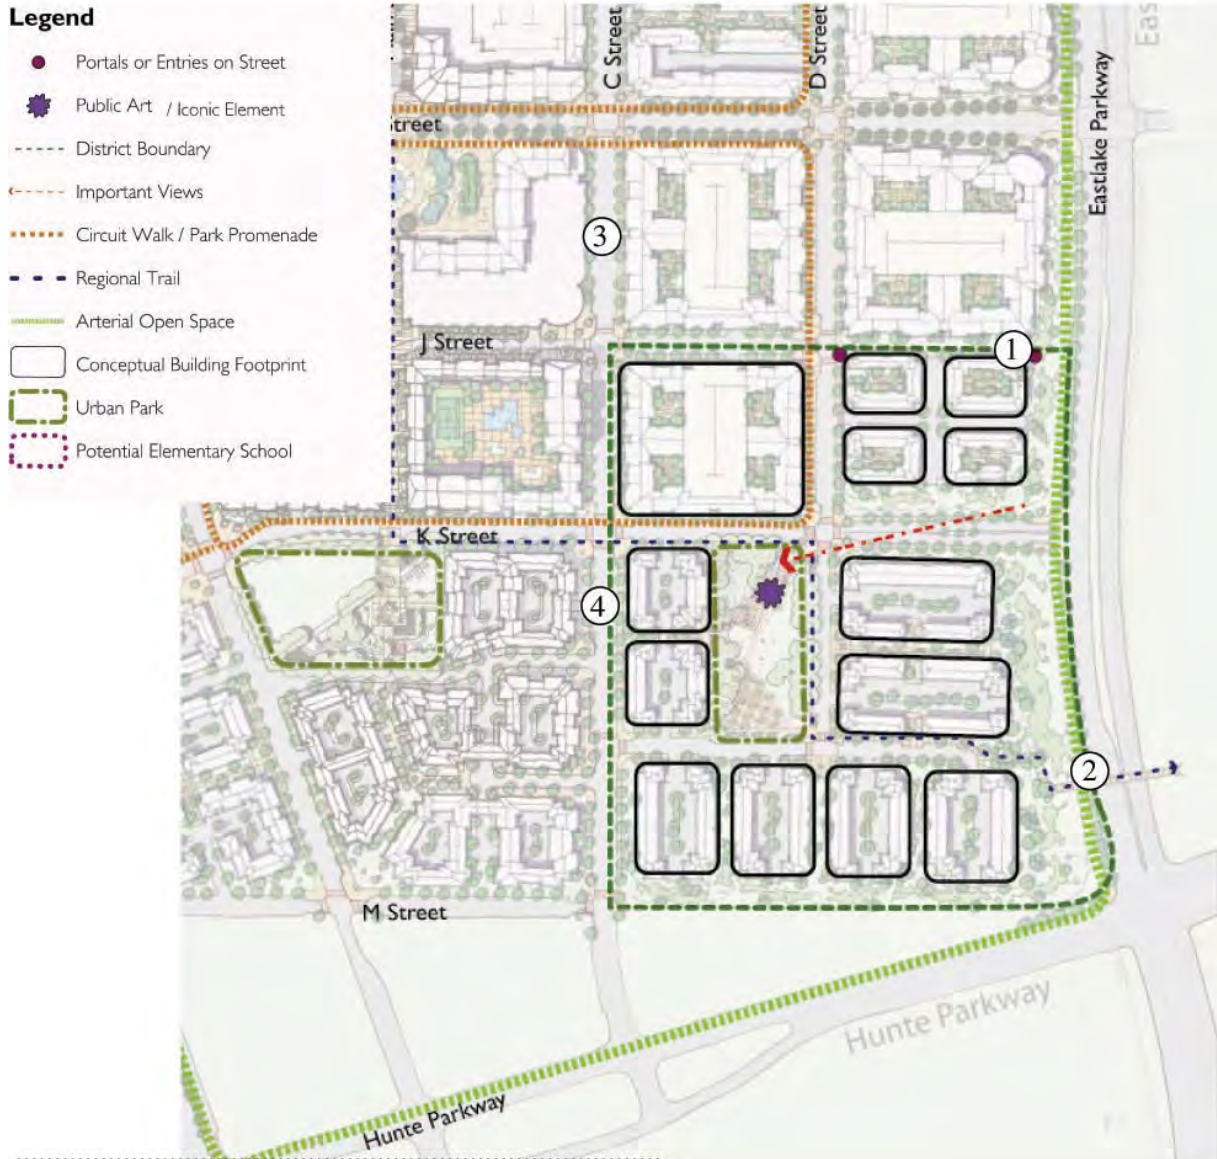 Legend
Portals or Entries on Street
Public Art / Iconic Element
District Boundary
Important Views
Circuit Walk / Park Promenade
Regional Trail
Arterial Open Space
Conceptual Building Footprint
Urban Park
Potential Elementary School
C Street
D Street
Eastlake Parkway
Eas
treet
3
J Street
1
K Street
4
2
M Street
Hunte Parkway
Hunte Parkway